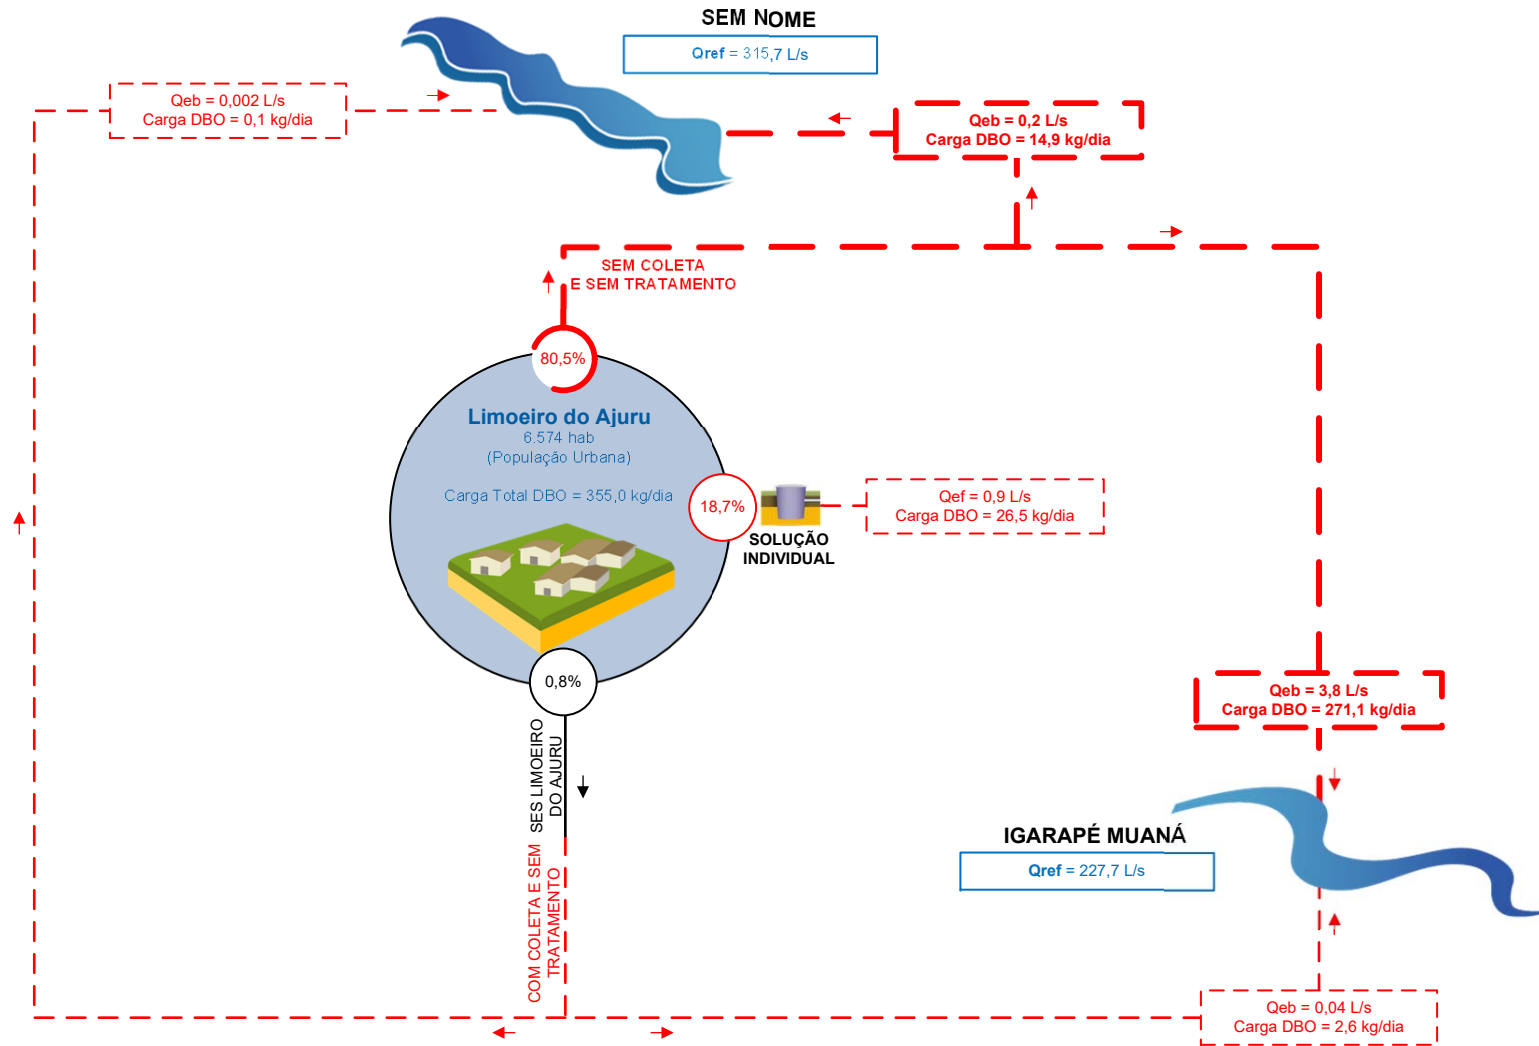 SEM NOME
Qref = 315,7 L/s
Qeb = 0,002 L/s
Carga DBO = 0,1 kg/dia
Qeb = 0,2 L/s
Carga DBO = 14,9 kg/dia
SEM COLETA
E SEM TRATAMENTO
80,5%
Limoeiro do Ajuru
6.574 hab
(População Urbana)
Carga Total DBO = 355,0 kg/dia
18,7%
SOLUÇÃO
INDIVIDUAL
Qef = 0,9 L/s
Carga DBO = 26,5 kg/dia
0,8%
SES LIMOEIRO
DO AJURU
COM COLETA E SEM
TRATAMENTO
Qeb = 3,8 L/s
Carga DBO = 271,1 kg/dia
IGARAPÉ MUANÁ
Qref = 227,7 L/s
Qeb = 0,04 L/s
Carga DBO = 2,6 kg/dia